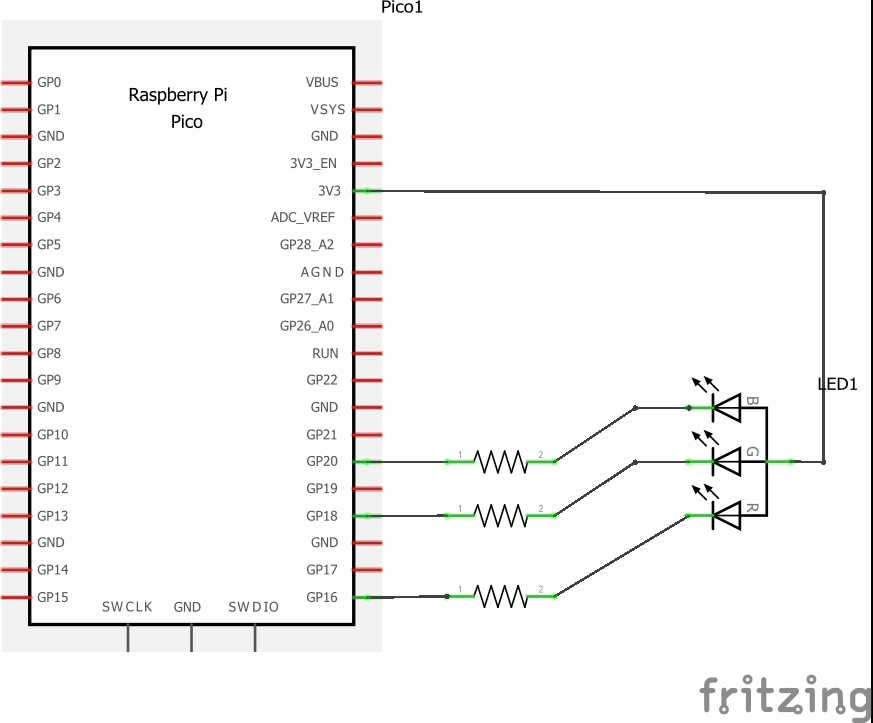 Pico1
Raspberry Pi
Pico
GP0
GP1
GND
GP2
GP3
GP4
GP5
GND
GP6
GP7
GP8
GP9
GND
GP10
GP11
GP12
GP13
GND
GP14
GP15
VBUS
VSYS
GND
3V3_EN
3V3
ADC_VREF
GP28_A2
AGND
GP27_A1
GP26_A0
RUN
GP22
GND
GP21
GP20
GP19
GP18
GND
GP17
GP16
SWCLK GND SWDIO
1 2
1 2
1 2
LED1
B
G
R
fritzing